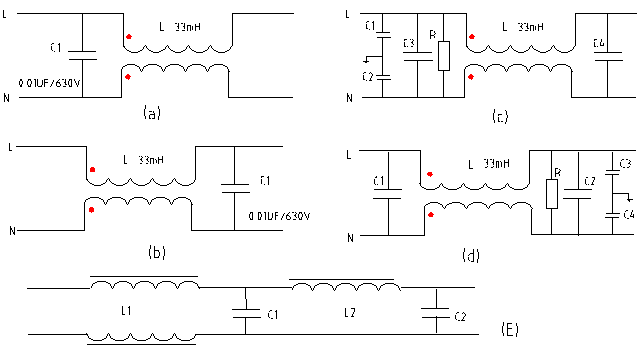 L
L 33mH
C1
0.01UF/630V
N
(a)
L
C1
C3
R
L 33mH
C4
C2
N
(c)
L
L 33mH
C1
0.01UF/630V
N
(b)
L
C1
L 33mH
R
C2
C3
C4
N
(d)
L1
C1
L2
C2
(E)